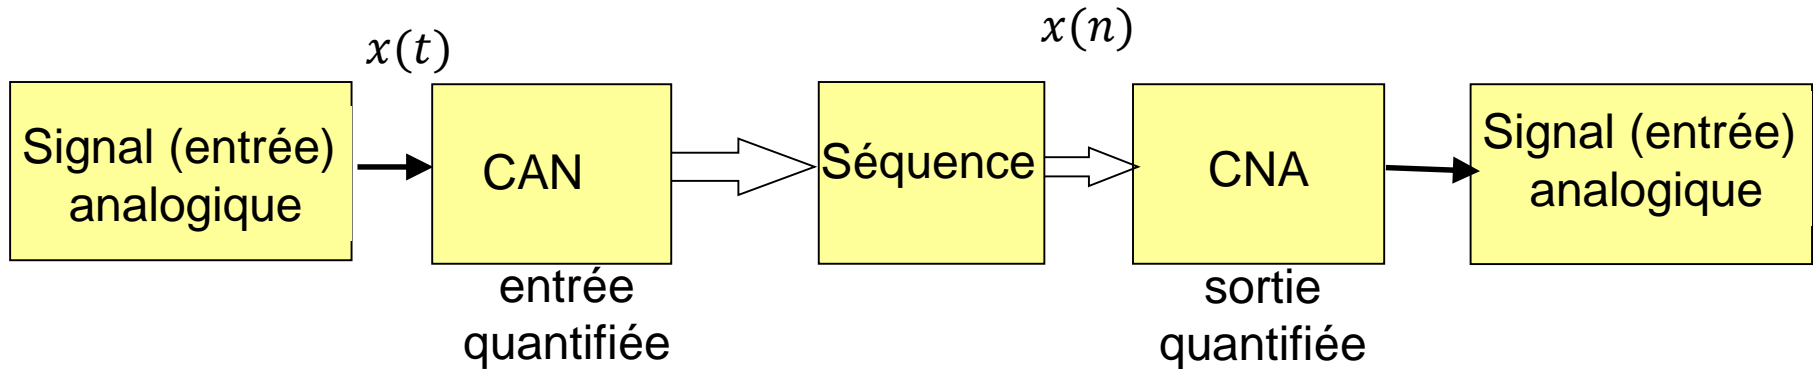 x(t)
x(n)
Signal (entrée)
analogique
CAN
entrée
quantifiée
Séquence
CNA
sortie
quantifiée
Signal (entrée)
analogique